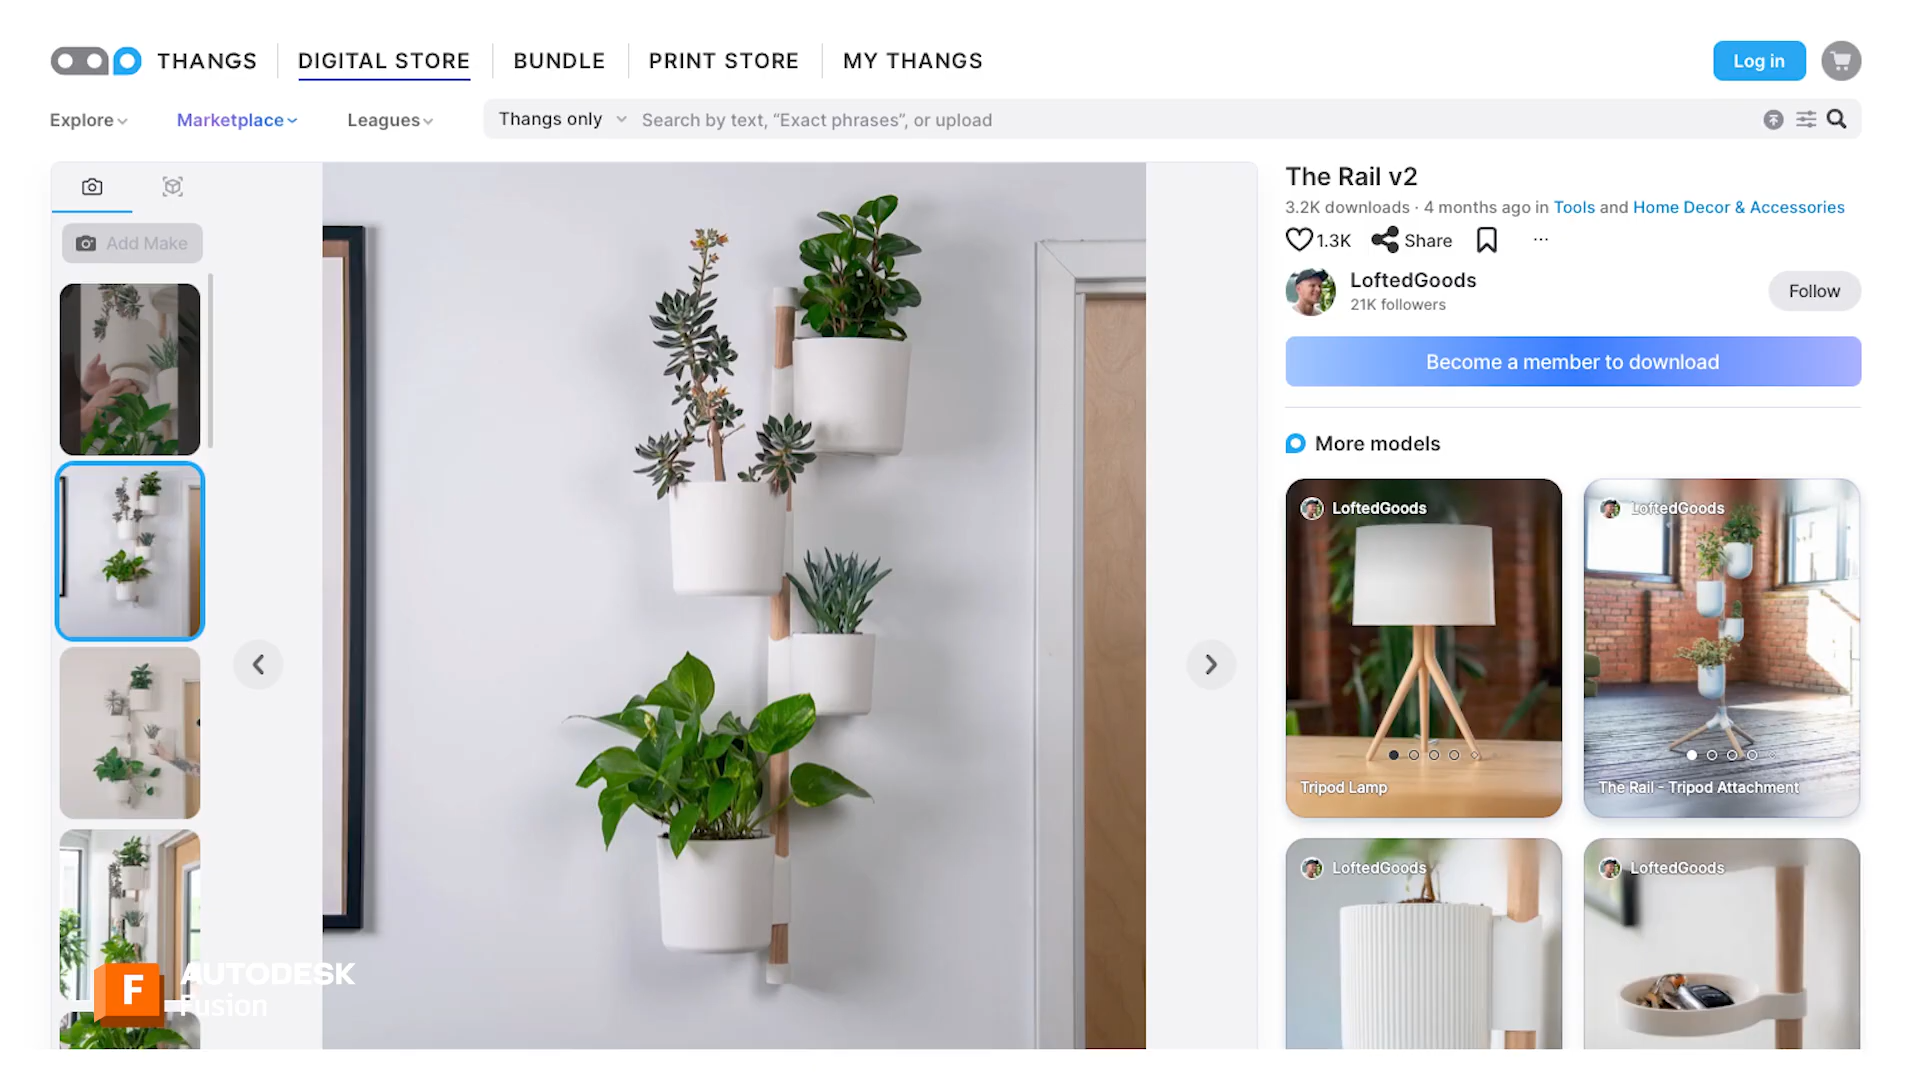 THANGS
DIGITAL STORE
BUNDLE
PRINT STORE
MY THANGS
Log in
Explore
Marketplace
Leagues
Thangs only
Search by text, “Exact phrases”, or upload
Add Make
The Rail v2
3.2K downloads · 4 months ago in Tools and Home Decor & Accessories
1.3K
Share
...
LoftedGoods
21K followers
Follow
Become a member to download
More models
LoftedGoods
Tripod Lamp
LoftedGoods
The Rail - Tripod Attachment
LoftedGoods
LoftedGoods
F
AUTODESK
Fusion